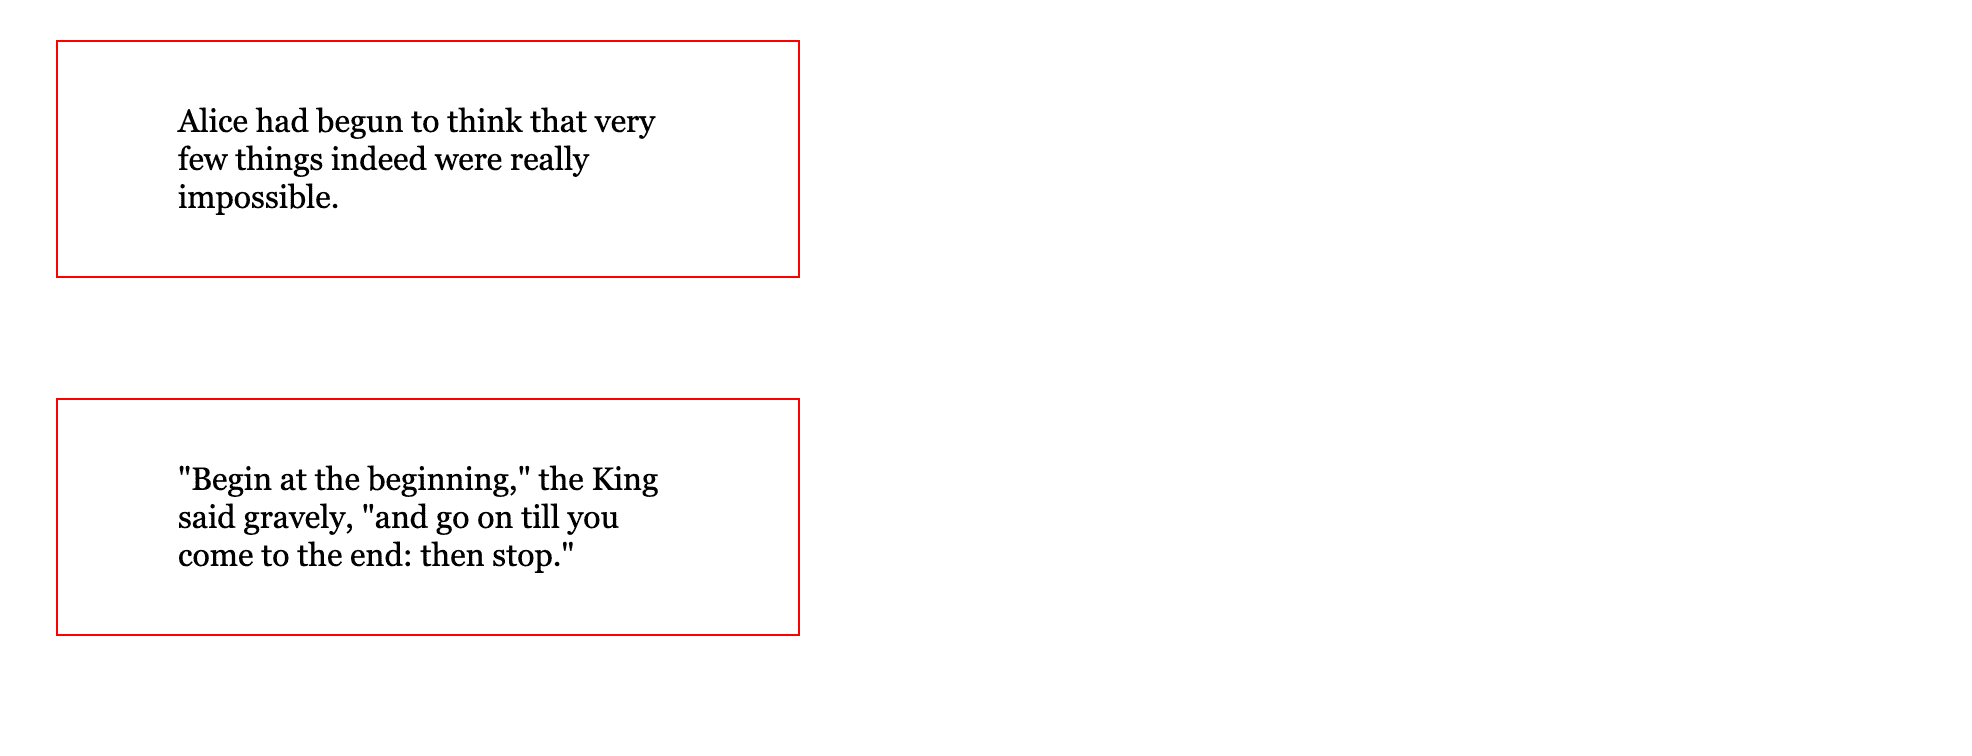 Alice had begun to think that very
few things indeed were really
impossible.
"Begin at the beginning," the King
said gravely, "and go on till you
come to the end: then stop."